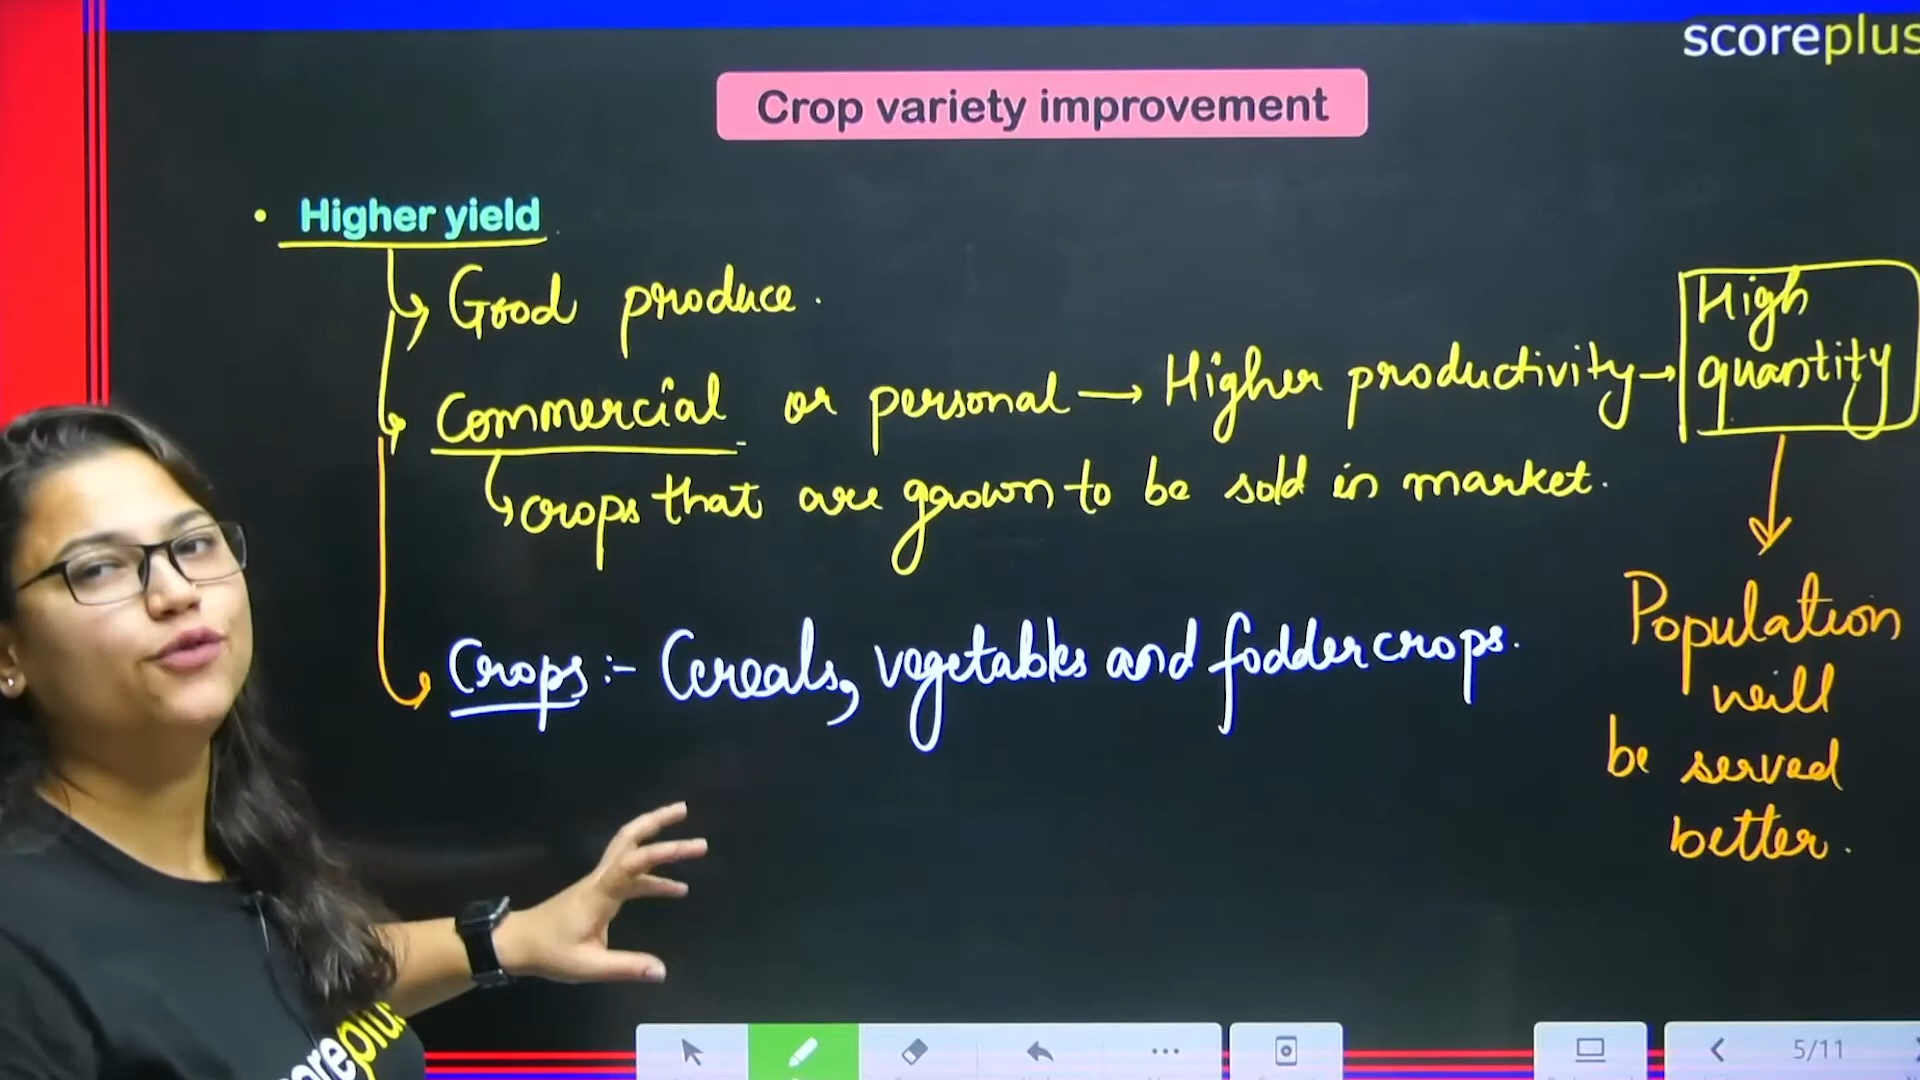 scoreplus
Crop variety improvement
• Higher yield
Good produce.
Commercial or personal → Higher productivity → High quantity
crops that are grown to be sold in market.
Crops :- Cereals, vegetables and fodder crops.
Population
will
be served
better.
oreplus
5/11